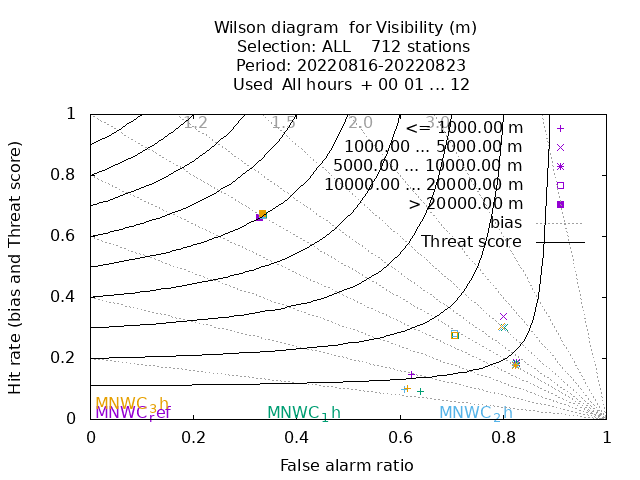 Wilson diagram  for Visibility (m)
Selection: ALL    712 stations
Period: 20220816-20220823
Used  All hours  + 00 01 ... 12
Hit rate (bias and Threat score)
1
0.8
0.6
0.4
0.2
0
1.2
1.5
2.0
3.0
<= 1000.00 m
1000.00 ... 5000.00 m
5000.00 ... 10000.00 m
10000.00 ... 20000.00 m
> 20000.00 m
bias
Threat score
MNWC_3h
MNWC_ref
MNWC_1h
MNWC_2h
0 0.2 0.4 0.6 0.8 1
False alarm ratio